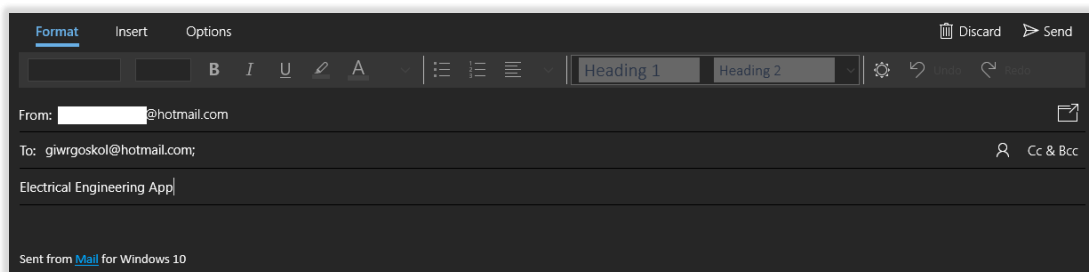 Format Insert Options Discard Send
B I U A Heading 1 Heading 2 Undo Redo
From: @hotmail.com
To: giwrgoskol@hotmail.com; Cc & Bcc
Electrical Engineering App
Sent from Mail for Windows 10